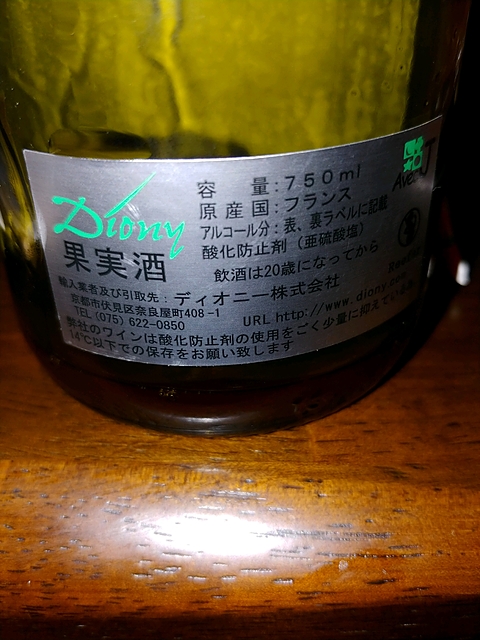 Diony
果実酒
容　量：７５０ｍｌ
原産国：フランス
アルコール分：表、裏ラベルに記載
酸化防止剤（亜硫酸塩）
飲酒は20歳になってから
輸入業者及び引取先：ディオニー株式会社
京都市伏見区奈良屋町408-1
TEL(075) 622-0850
URL http://www.diony.
弊社のワインは酸化防止剤の使用をごく少量に抑えている為
14℃以下での保存をお願い致します